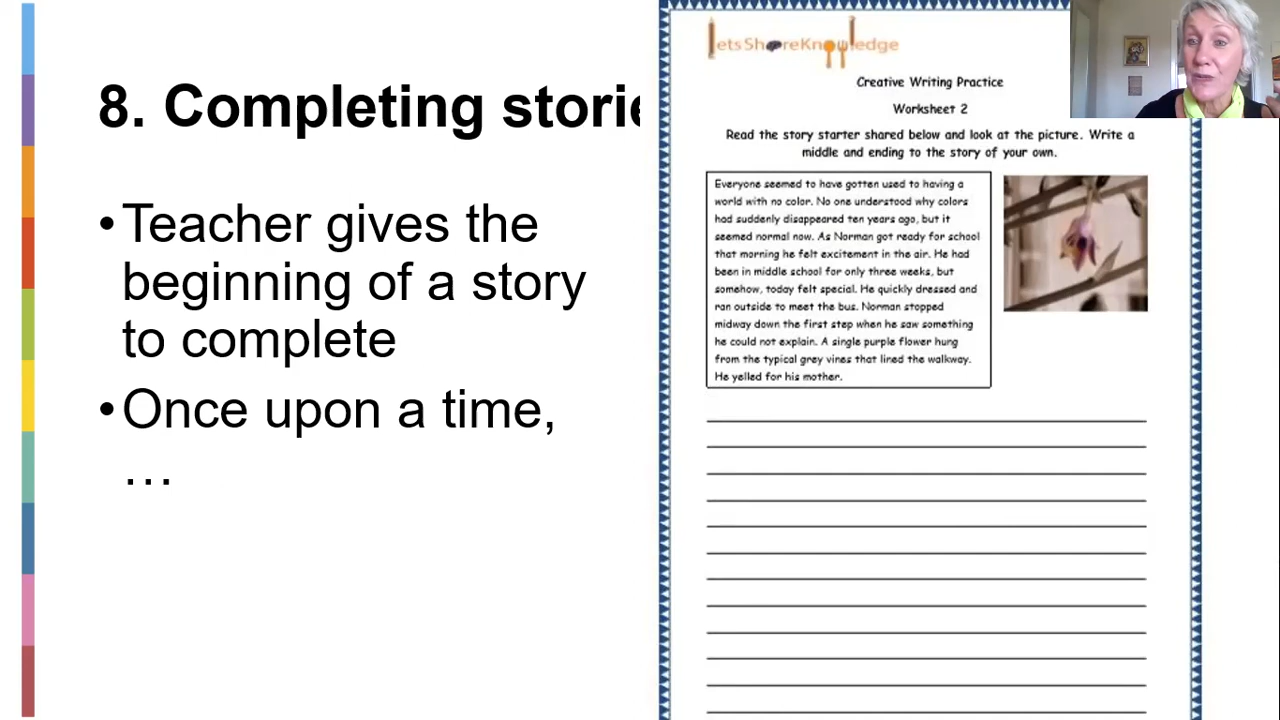 8. Completing storie
•Teacher gives the
beginning of a story
to complete
•Once upon a time,
…
LetsShareKnowledge
Creative Writing Practice
Worksheet 2
Read the story starter shared below and look at the picture. Write a
middle and ending to the story of your own.
Everyone seemed to have gotten used to having a
world with no color. No one understood why colors
had suddenly disappeared ten years ago, but it
seemed normal now. As Norman got ready for school
that morning he felt excitement in the air. He had
been in middle school for only three weeks, but
somehow, today felt special. He quickly dressed and
ran outside to meet the bus. Norman stopped
midway down the first step when he saw something
he could not explain. A single purple flower hung
from the typical grey vines that lined the walkway.
He yelled for his mother.